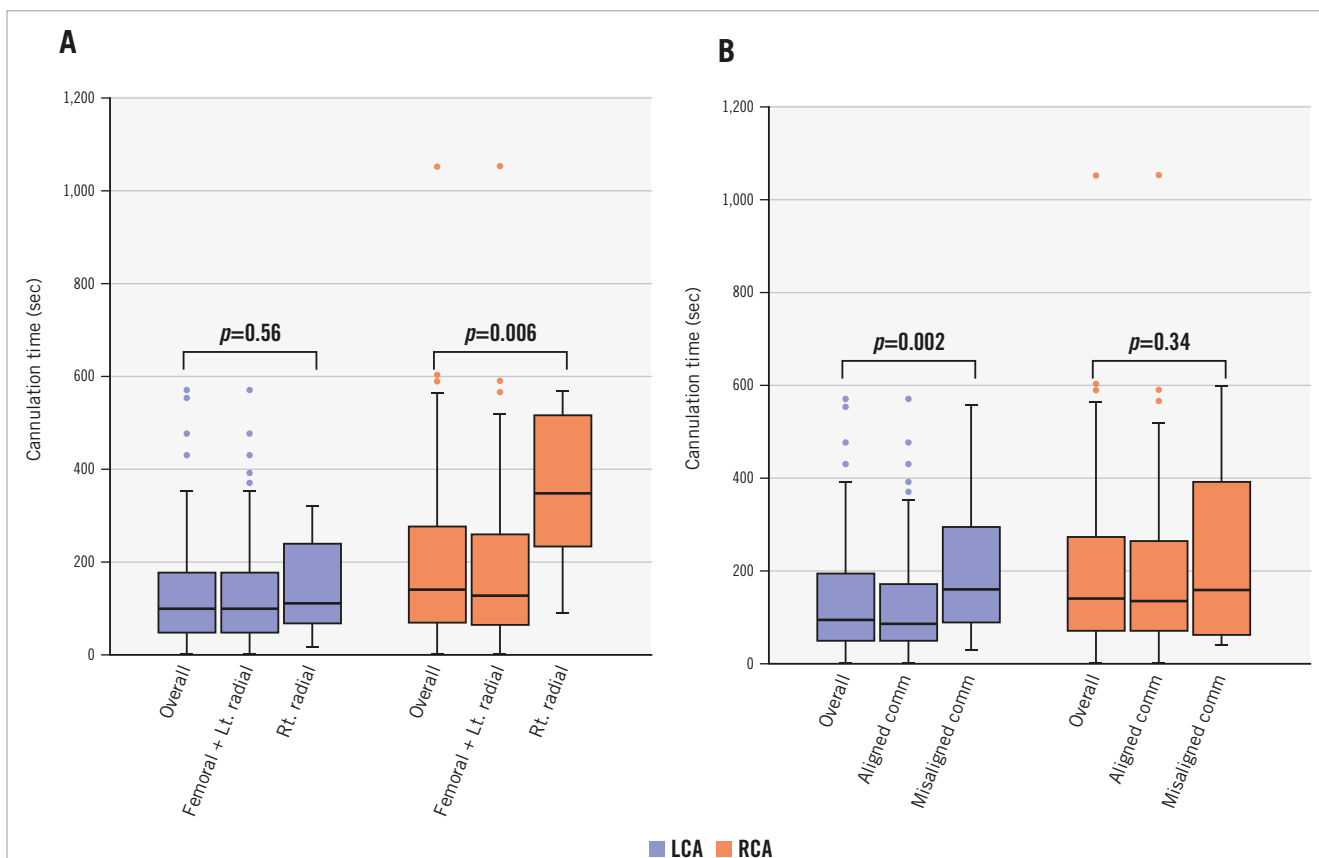 A
Cannulation time (sec)
1,200
1,000
800
600
400
200
0
p=0.56
p=0.006
Overall
Femoral + Lt. radial
Rt. radial
Overall
Femoral + Lt. radial
Rt. radial
B
Cannulation time (sec)
1,200
1,000
800
600
400
200
0
p=0.002
p=0.34
Overall
Aligned comm
Misaligned comm
Overall
Aligned comm
Misaligned comm
LCA RCA